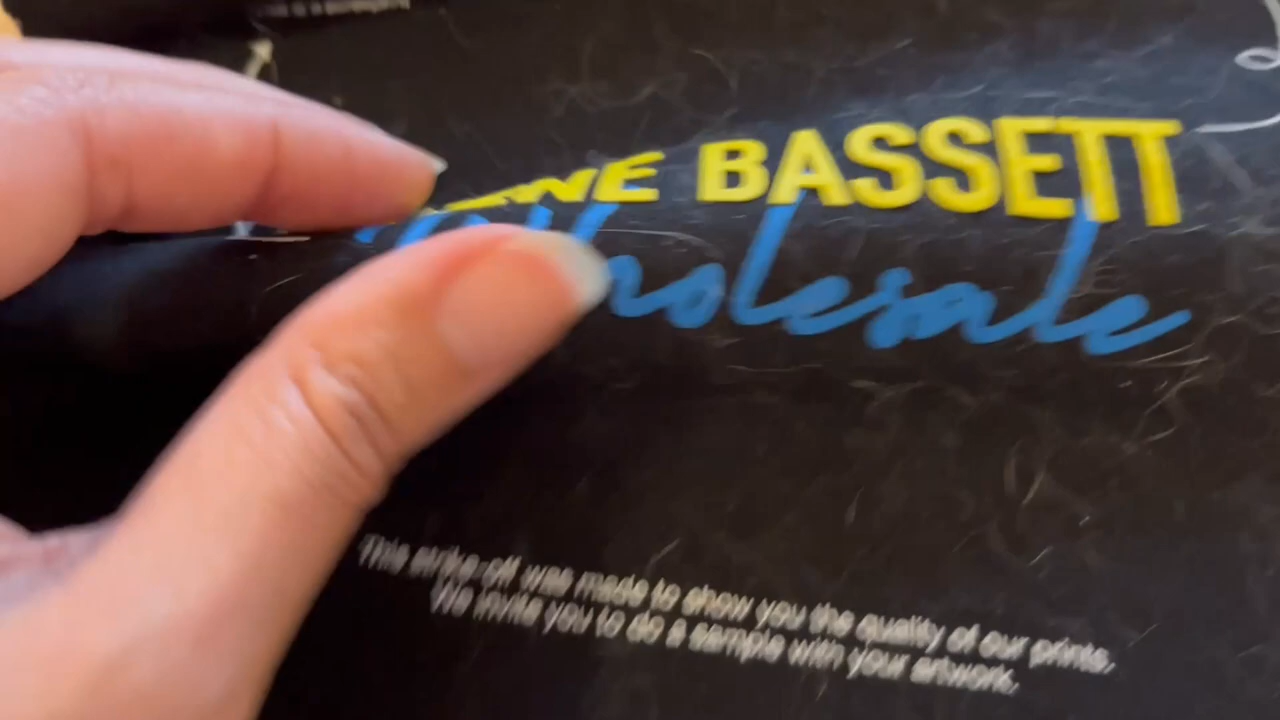 BASSETT
Wholesale
This strike-off was made to show you the quality of our prints.
We invite you to do a sample with your artwork.